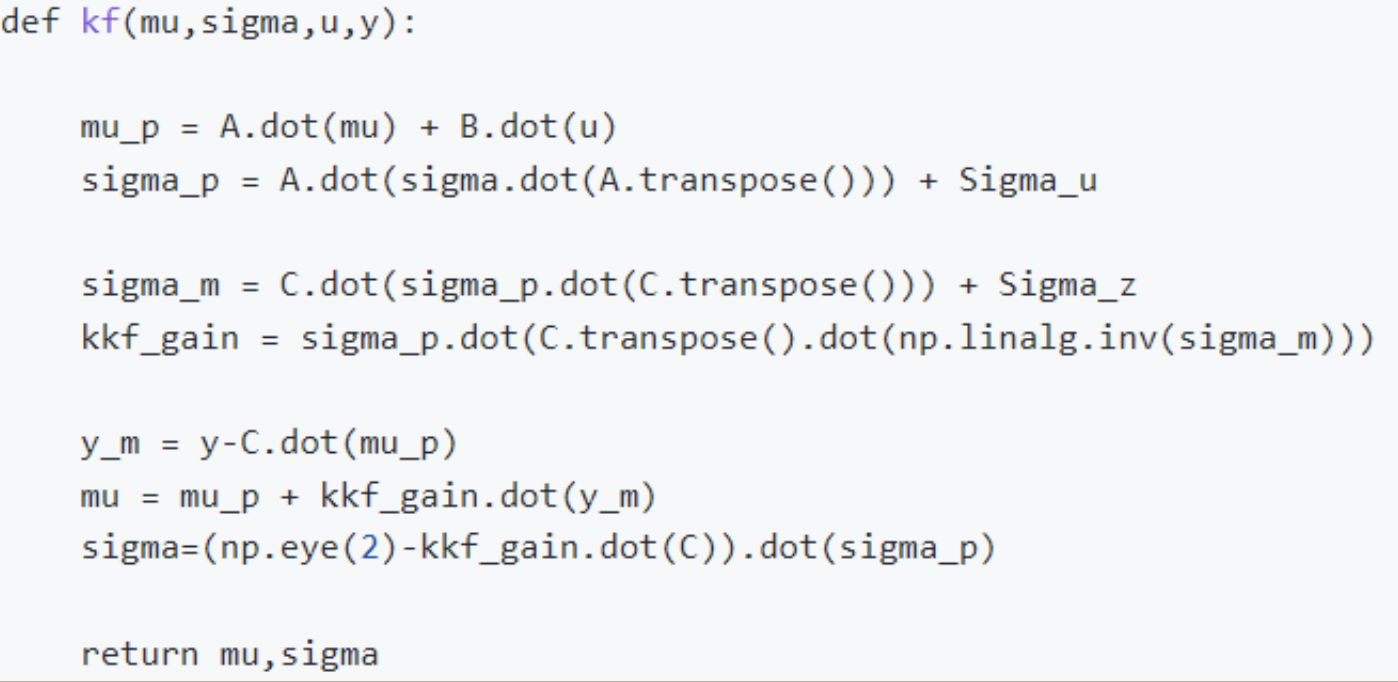 def kf(mu,sigma,u,y):
mu_p = A.dot(mu) + B.dot(u)
sigma_p = A.dot(sigma.dot(A.transpose())) + Sigma_u
sigma_m = C.dot(sigma_p.dot(C.transpose())) + Sigma_z
kkf_gain = sigma_p.dot(C.transpose().dot(np.linalg.inv(sigma_m)))
y_m = y-C.dot(mu_p)
mu = mu_p + kkf_gain.dot(y_m)
sigma=(np.eye(2)-kkf_gain.dot(C)).dot(sigma_p)
return mu,sigma